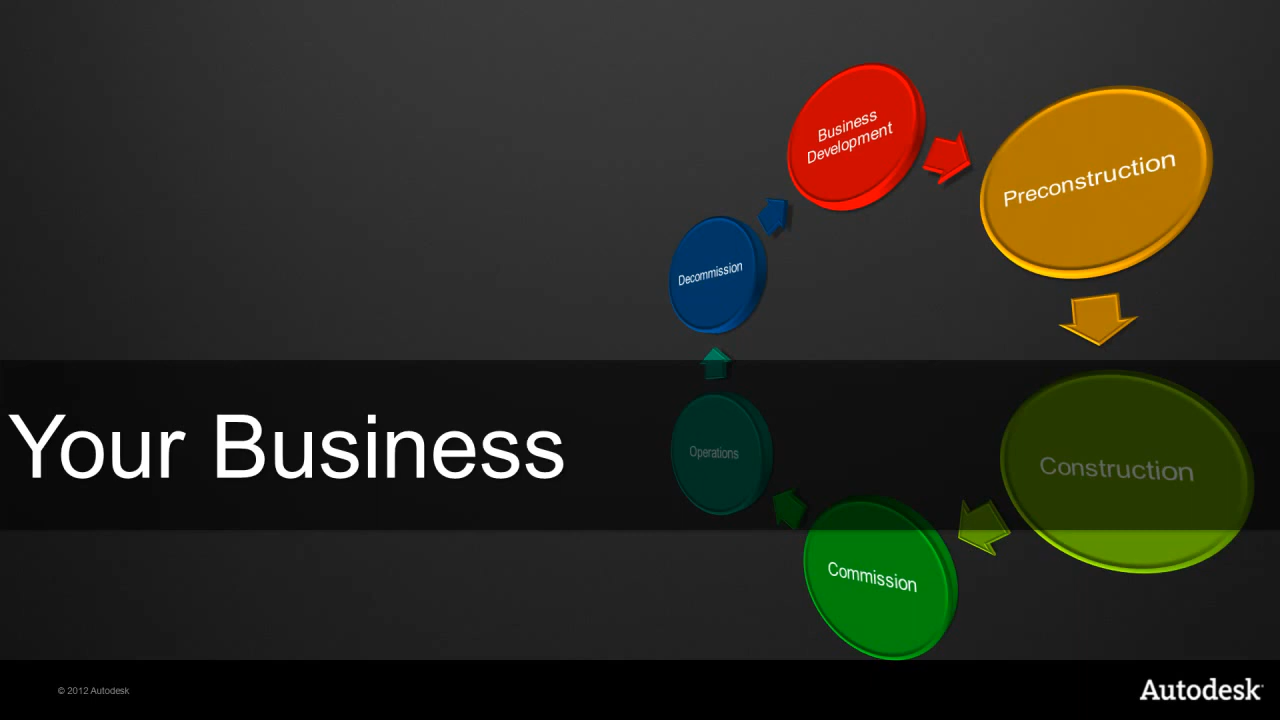 Business
Development
Preconstruction
Decommission
Your Business
Operations
Construction
Commission
© 2012 Autodesk
Autodesk